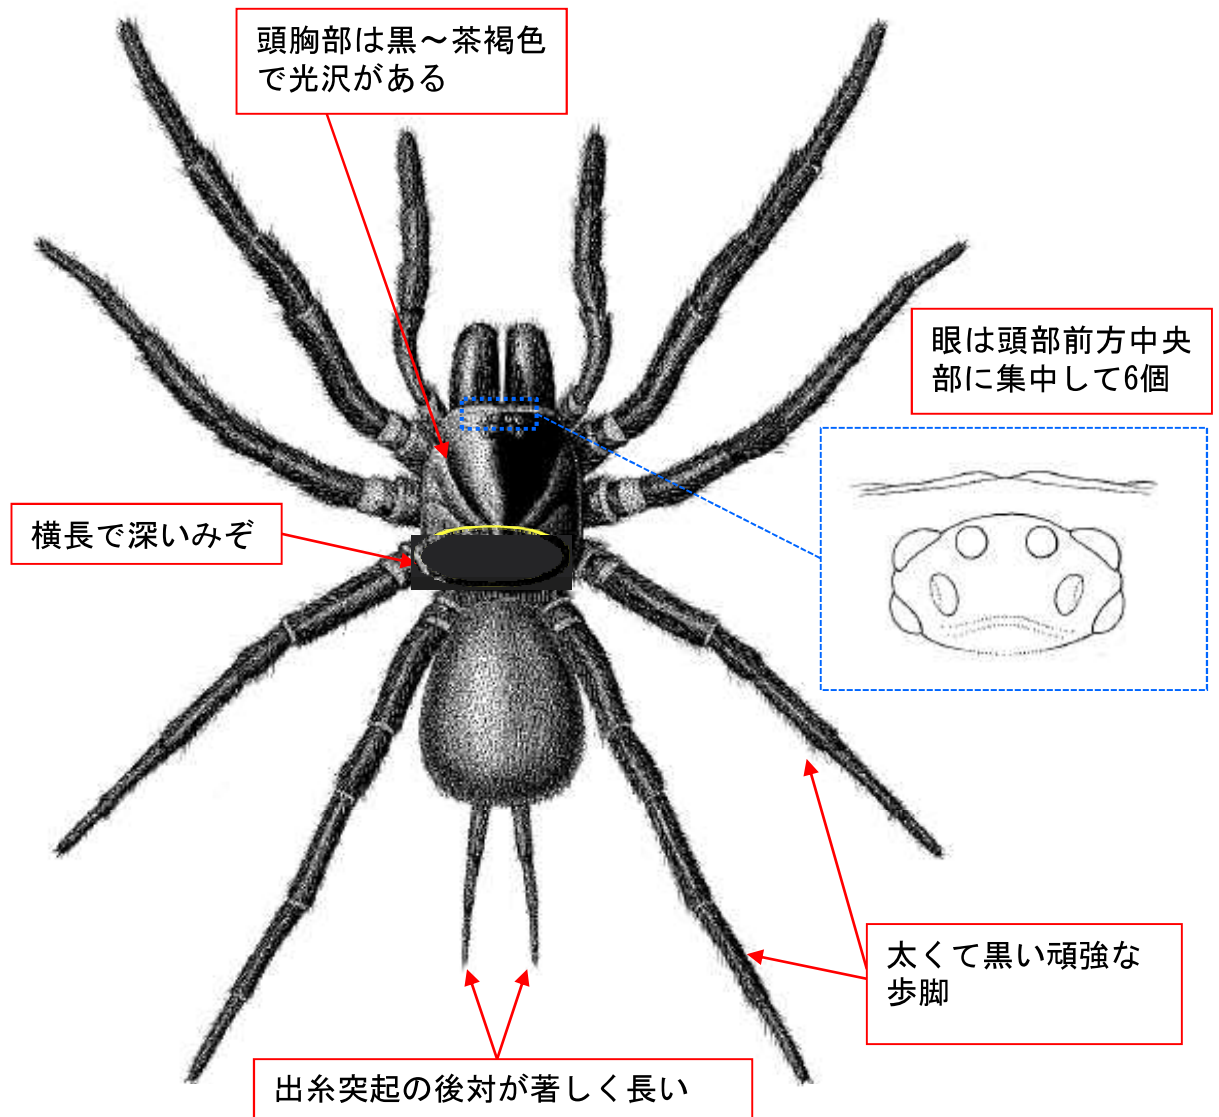 頭胸部は黒～茶褐色
で光沢がある
眼は頭部前方中央
部に集中して6個
横長で深いみぞ
太くて黒い頑強な
歩脚
出糸突起の後対が著しく長い